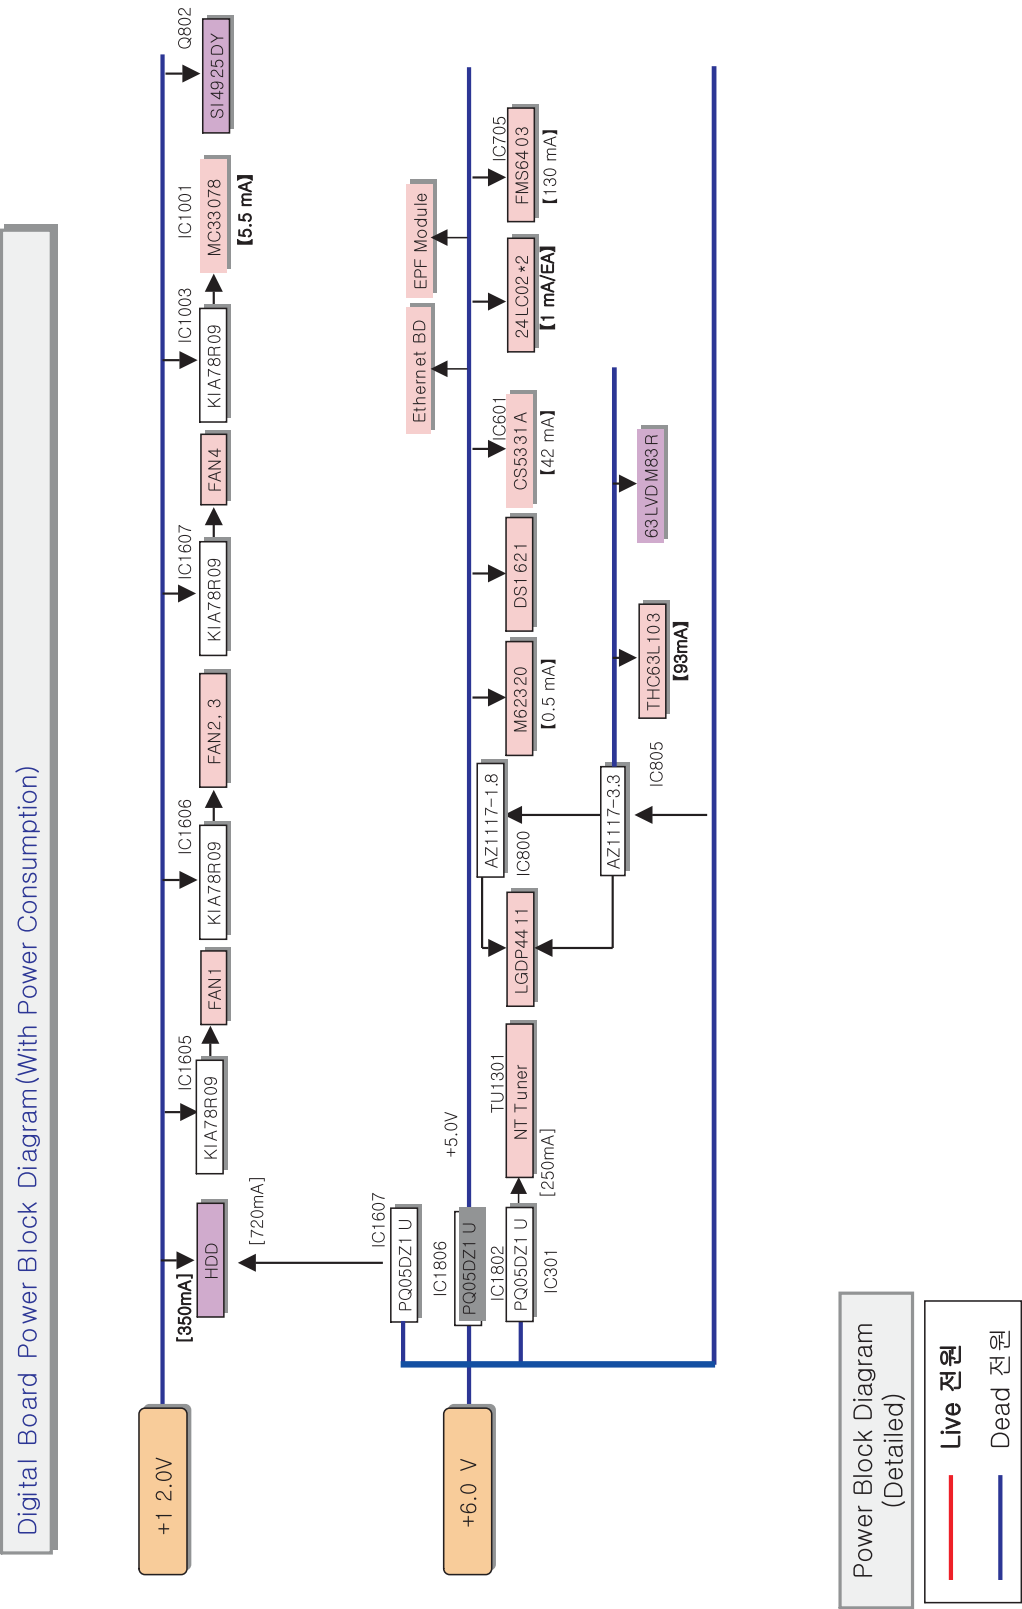 Digital Board Power Block Diagram(With Power Consumption)
+12.0V
[350mA]
HDD
[720mA]
IC1605
KIA78R09
FAN1
IC1606
KIA78R09
FAN2, 3
IC1607
KIA78R09
FAN4
IC1003
KIA78R09
IC1001
MC33078
【5.5 mA】
Q802
SI4925DY
+6.0 V
IC1607
PQ05DZ1U
IC1806
PQ05DZ1U
IC1802
PQ05DZ1U
IC301
+5.0V
TU1301
NT Tuner
[250mA]
LGDP4411
AZ1117-1.8
IC800
AZ1117-3.3
IC805
M62320
【0.5 mA】
DS1621
IC601
CS5331A
【42 mA】
Ethernet BD
EPF Module
24LC02*2
【1 mA/EA】
IC705
FMS6403
【130 mA】
THC63L103
【93mA】
63LVDM83R
Power Block Diagram
(Detailed)
Live 전원
Dead 전원